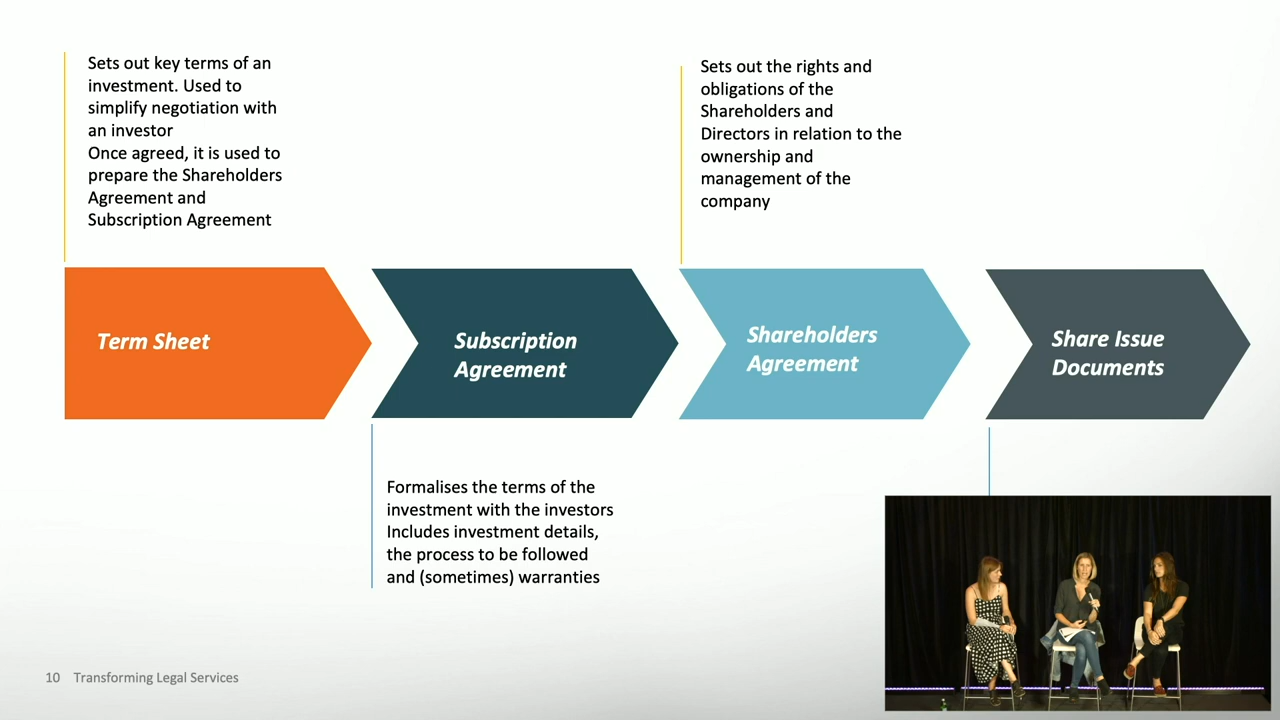 Sets out key terms of an
investment. Used to
simplify negotiation with
an investor
Once agreed, it is used to
prepare the Shareholders
Agreement and
Subscription Agreement
Sets out the rights and
obligations of the
Shareholders and
Directors in relation to the
ownership and
management of the
company
Term Sheet
Subscription
Agreement
Shareholders
Agreement
Share Issue
Documents
Formalises the terms of the
investment with the investors
Includes investment details,
the process to be followed
and (sometimes) warranties
10 Transforming Legal Services